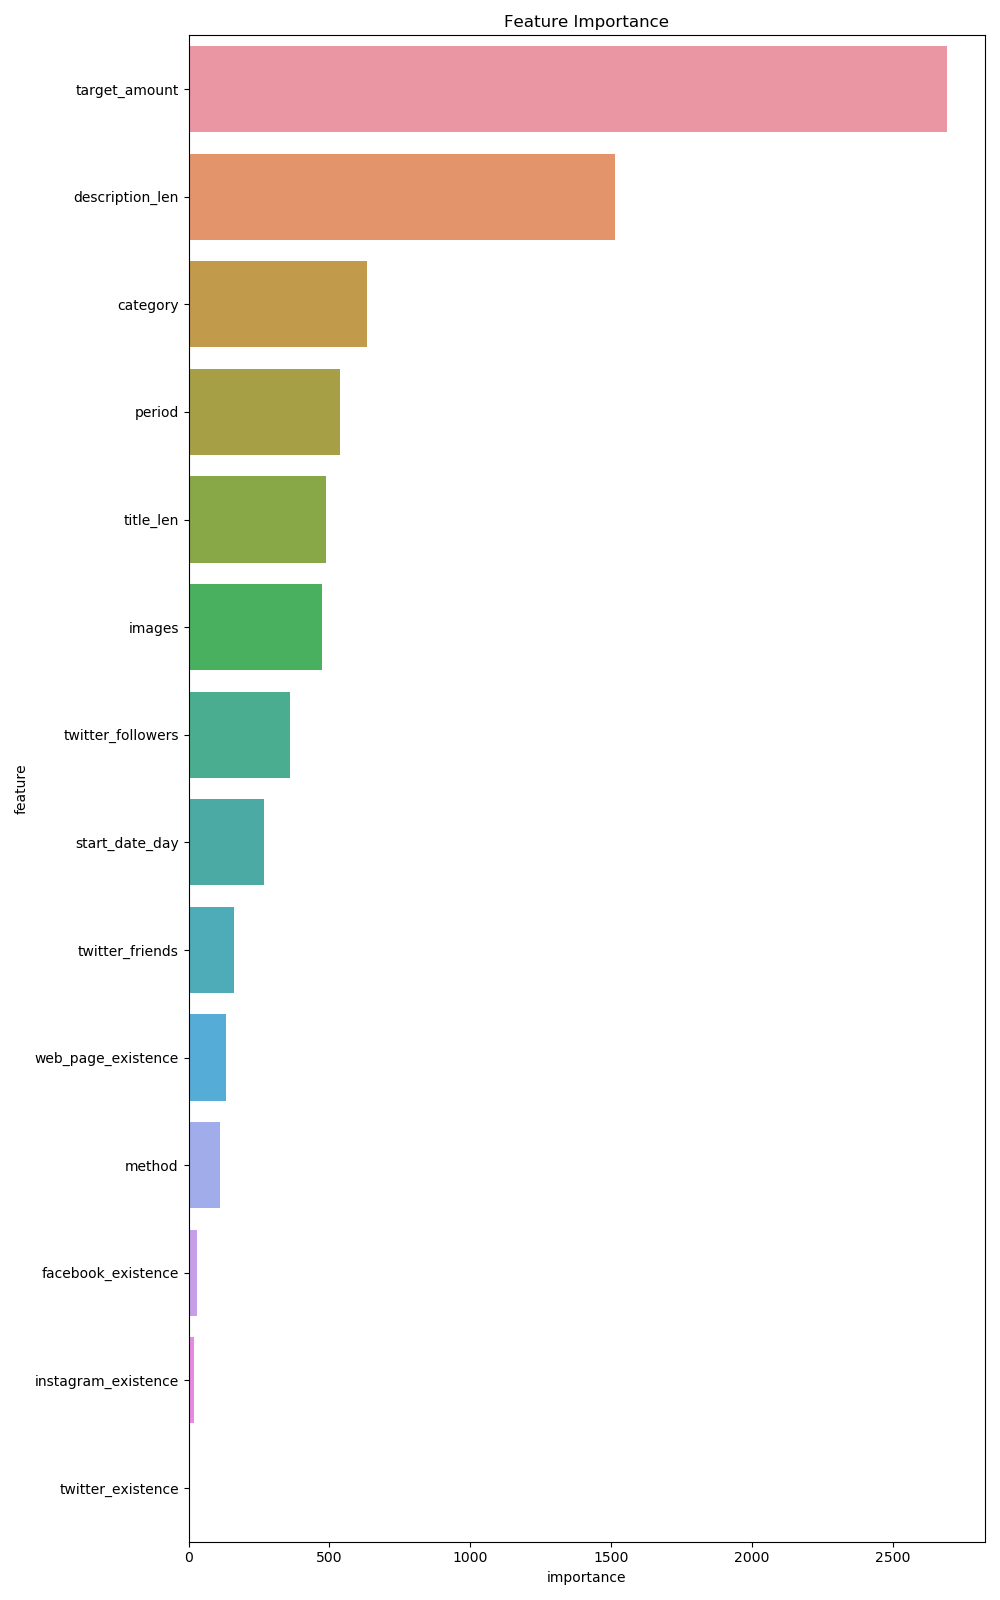 Feature Importance
target_amount
description_len
category
period
title_len
images
twitter_followers
feature
start_date_day
twitter_friends
web_page_existence
method
facebook_existence
instagram_existence
twitter_existence
0 500 1000 1500 2000 2500
importance